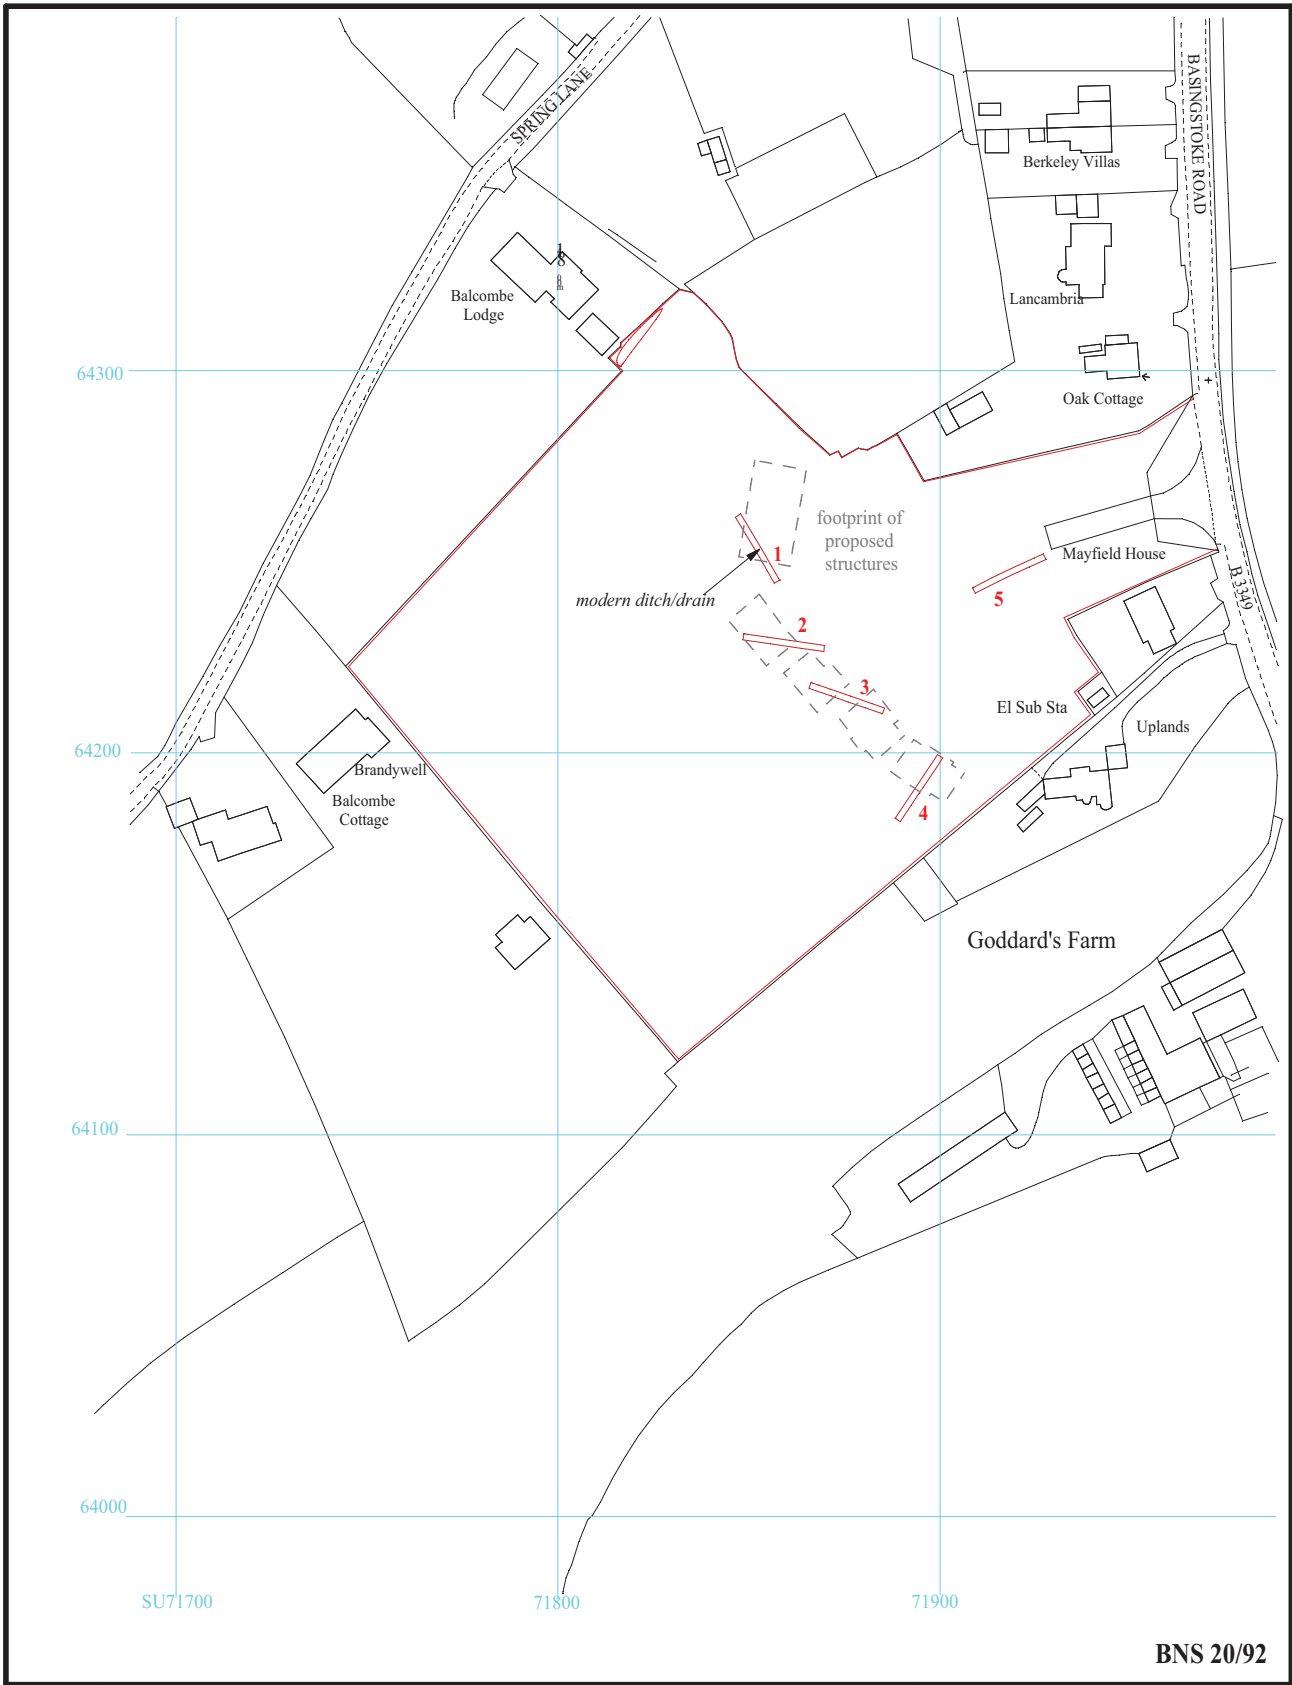 SPRING LANE
BASINGSTOKE ROAD
Berkeley Villas
Balcombe
Lodge
Lancambria
64300
Oak Cottage
footprint of
proposed
structures
1
Mayfield House
B 3349
modern ditch/drain
5
2
3
El Sub Sta
Uplands
64200
Brandywell
Balcombe
Cottage
4
Goddard's Farm
64100
64000
SU71700
71800
71900
BNS 20/92